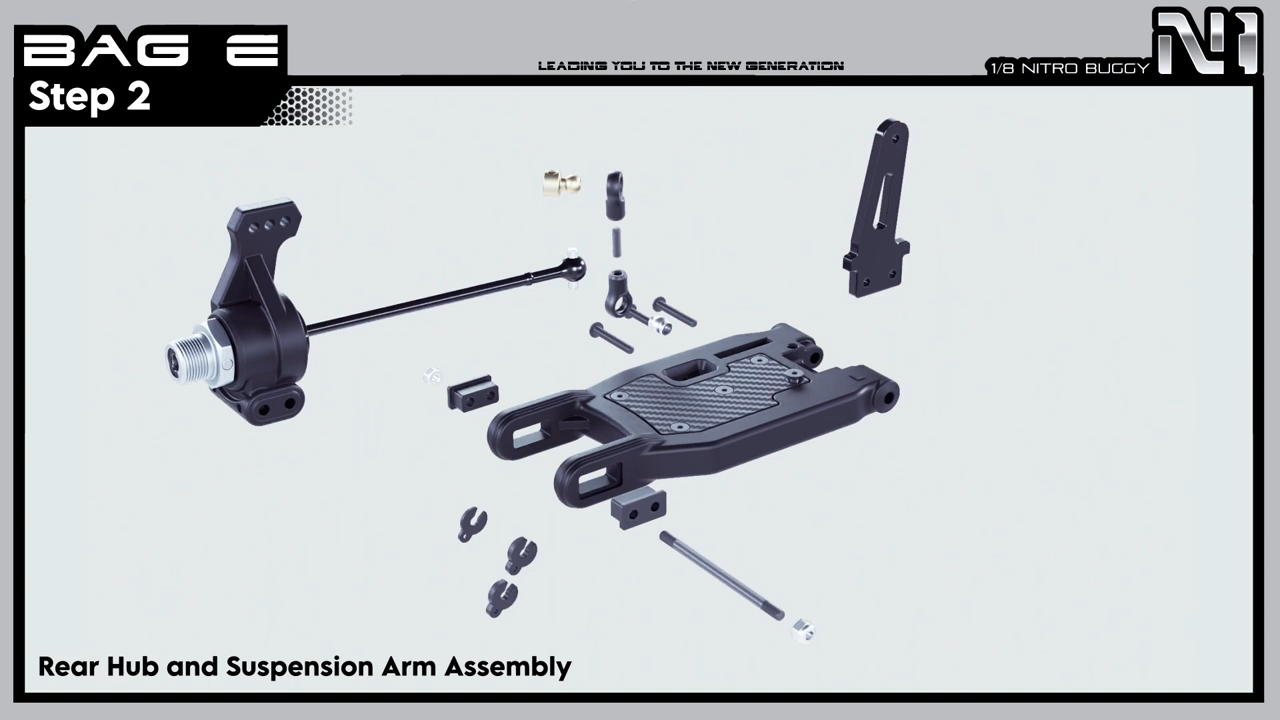 BAG E
Step 2
LEADING YOU TO THE NEW GENERATION
1/8 NITRO BUGGY N1
Rear Hub and Suspension Arm Assembly